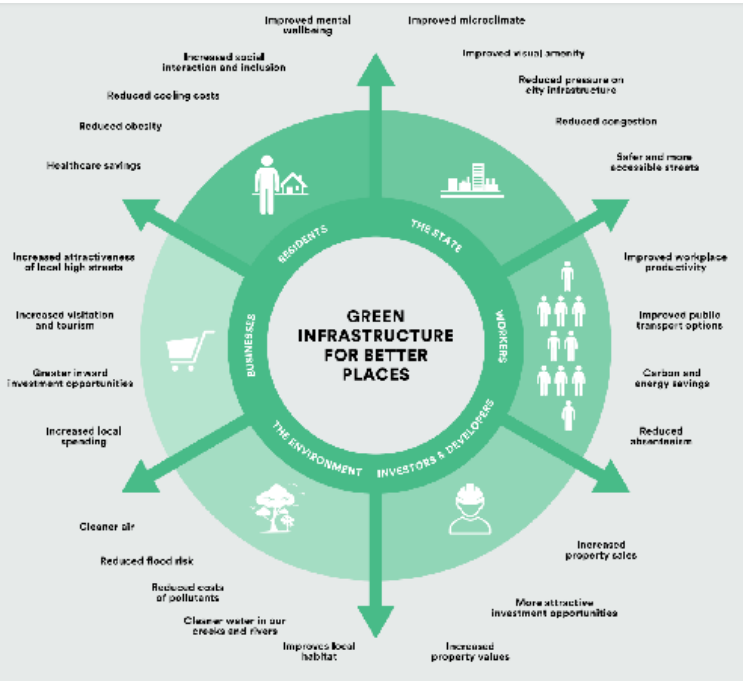 Improved mental
wellbeing
Increased social
interaction and inclusion
Reduced cooling costs
Reduced obesity
Healthcare savings
Improved microclimate
Improved visual amenity
Reduced pressure on
city infrastructure
Reduced congestion
Safer and more
accessible streets
RESIDENTS
THE STATE
BUSINESSES
WORKERS
THE ENVIRONMENT
INVESTORS & DEVELOPERS
GREEN
INFRASTRUCTURE
FOR BETTER
PLACES
Increased attractiveness
of local high streets
Increased visitation
and tourism
Greater inward
investment opportunities
Increased local
spending
Improved workplace
productivity
Improved public
transport options
Carbon and
energy savings
Reduced
absenteeism
Cleaner air
Reduced flood risk
Reduced costs
of pollutants
Cleaner water in our
creeks and rivers
Improves local
habitat
Increased
property sales
More attractive
investment opportunities
Increased
property values